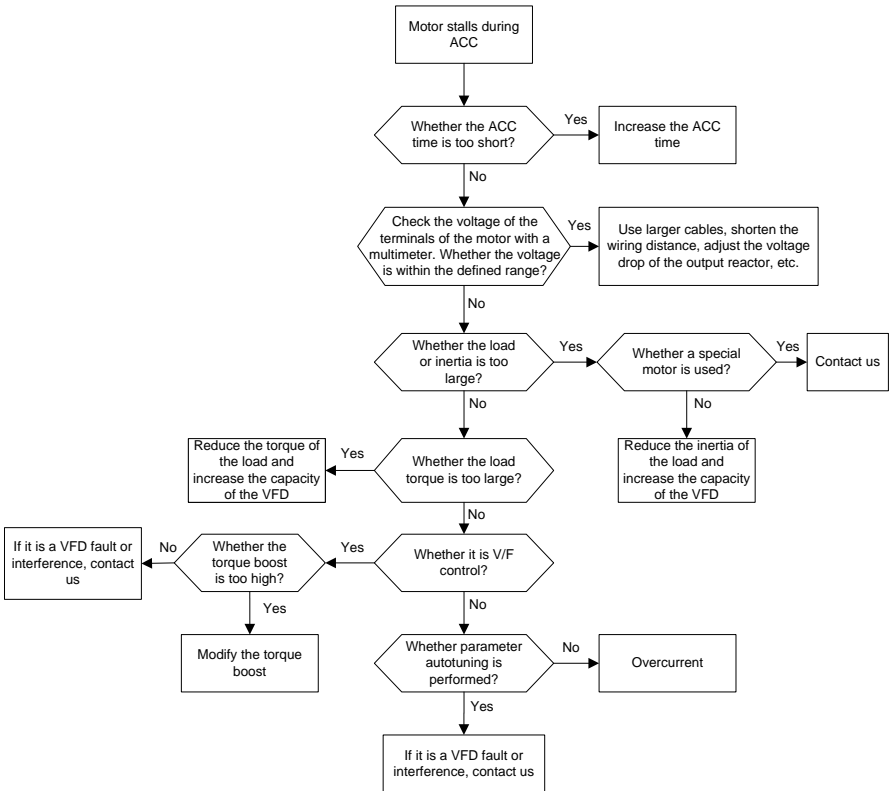 Motor stalls during
ACC
Whether the ACC
time is too short?
Yes
Increase the ACC
time
No
Check the voltage of the
terminals of the motor with a
multimeter. Whether the voltage
is within the defined range?
Yes
Use larger cables, shorten the
wiring distance, adjust the voltage
drop of the output reactor, etc.
No
Whether the load
or inertia is too
large?
Yes
Whether a special
motor is used?
Yes
Contact us
No
No
Reduce the inertia of
the load and
increase the capacity
of the VFD
Whether the load
torque is too large?
Yes
Reduce the torque of
the load and
increase the capacity
of the VFD
No
Whether it is V/F
control?
Yes
Whether the
torque boost
is too high?
No
If it is a VFD fault or
interference, contact
us
Yes
Modify the torque
boost
No
Whether parameter
autotuning is
performed?
No
Overcurrent
Yes
If it is a VFD fault or
interference, contact us